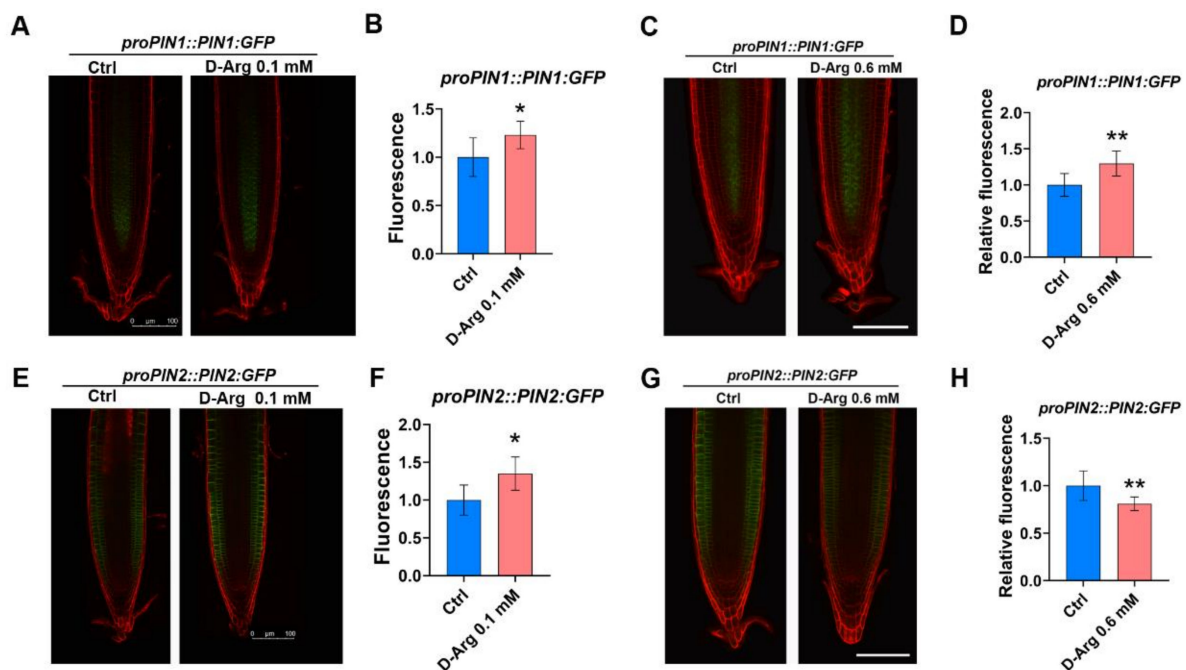 A
proPIN1::PIN1:GFP
Ctrl
D-Arg 0.1 mM
0 µm 100
B
proPIN1::PIN1:GFP
Fluorescence
1.5
1.0
0.5
0.0
*
Ctrl
D-Arg 0.1 mM
C
proPIN1::PIN1:GFP
Ctrl
D-Arg 0.6 mM
D
proPIN1::PIN1:GFP
Relative fluorescence
2.0
1.5
1.0
0.5
0.0
**
Ctrl
D-Arg 0.6 mM
E
proPIN2::PIN2:GFP
Ctrl
D-Arg 0.1 mM
0 µm 100
F
proPIN2::PIN2:GFP
Fluorescence
2.0
1.5
1.0
0.5
0.0
*
Ctrl
D-Arg 0.1 mM
G
proPIN2::PIN2:GFP
Ctrl
D-Arg 0.6 mM
H
proPIN2::PIN2:GFP
Relative fluorescence
1.5
1.0
0.5
0.0
**
Ctrl
D-Arg 0.6 mM